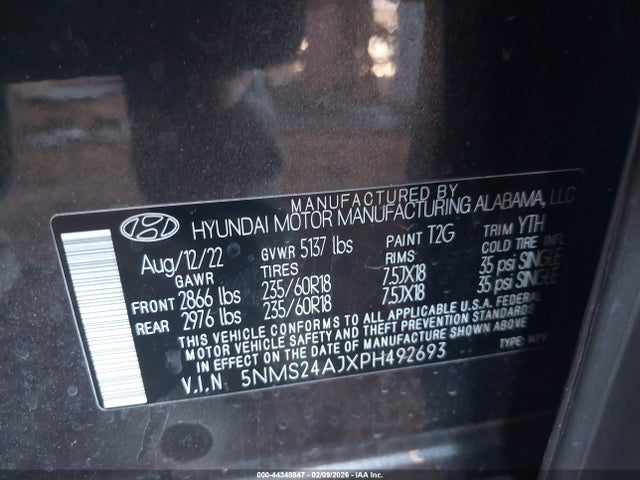 MANUFACTURED BY
HYUNDAI MOTOR MANUFACTURING ALABAMA, LLC
Aug/12/22 GVWR 5137 lbs PAINT T2G TRIM YTH
GAWR TIRES RIMS COLD TIRE INFL
FRONT 2866 lbs 235/60R18 7.5JX18 35 psi SINGLE
REAR 2976 lbs 235/60R18 7.5JX18 35 psi SINGLE
THIS VEHICLE CONFORMS TO ALL APPLICABLE U.S.A. FEDERAL
MOTOR VEHICLE SAFETY AND THEFT PREVENTION STANDARDS
IN EFFECT ON THE DATE OF MANUFACTURE SHOWN ABOVE
V.I.N. 5NMS24AJXPH492693 TYPE: MPV
000-44348847 - 02/09/2026 - IAA Inc.